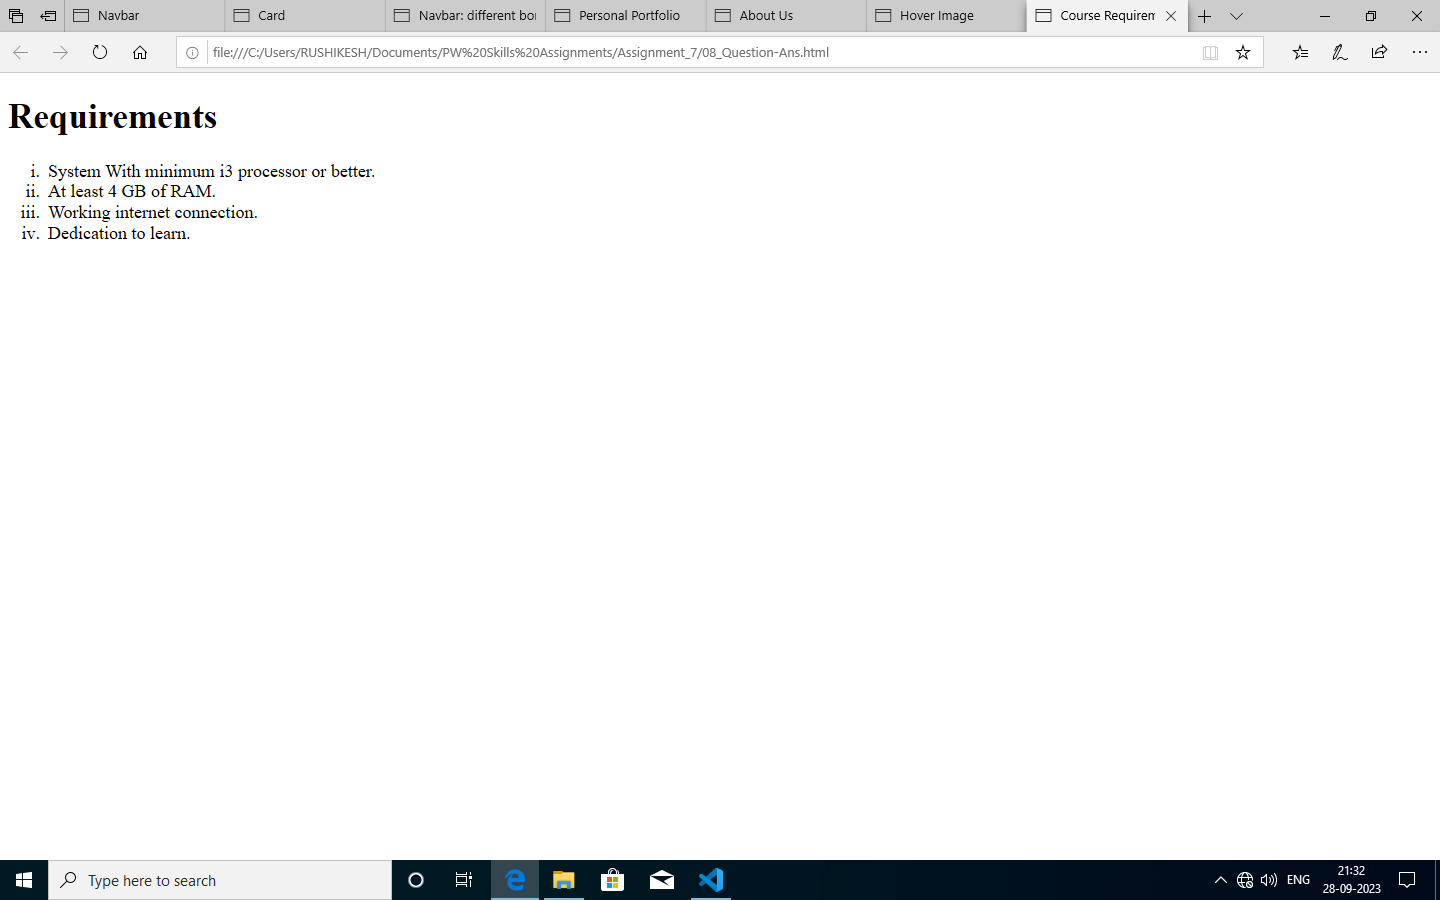 Navbar
Card
Navbar: different bor
Personal Portfolio
About Us
Hover Image
Course Requirem
file:///C:/Users/RUSHIKESH/Documents/PW%20Skills%20Assignments/Assignment_7/08_Question-Ans.html
Requirements
i. System With minimum i3 processor or better.
ii. At least 4 GB of RAM.
iii. Working internet connection.
iv. Dedication to learn.
Type here to search
ENG
21:32
28-09-2023